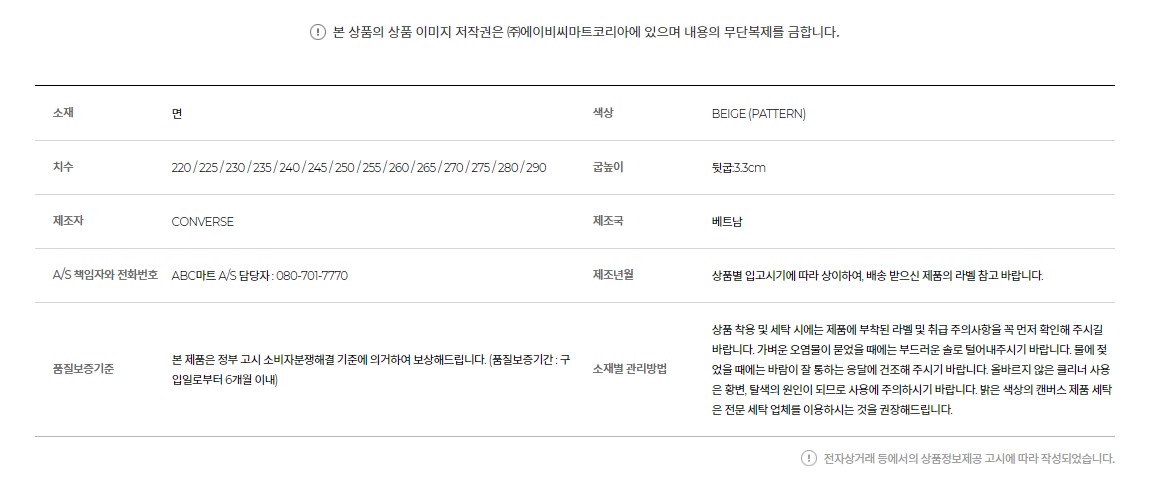 본 상품의 상품 이미지 저작권은 ㈜에이비씨마트코리아에 있으며 내용의 무단복제를 금합니다.
소재 면 색상 BEIGE (PATTERN)
치수 220 / 225 / 230 / 235 / 240 / 245 / 250 / 255 / 260 / 265 / 270 / 275 / 280 / 290 굽높이 뒷굽:3.3cm
제조자 CONVERSE 제조국 베트남
A/S 책임자와 전화번호 ABC마트 A/S 담당자 : 080-701-7770 제조년월 상품별 입고시기에 따라 상이하여, 배송 받으신 제품의 라벨 참고 바랍니다.
품질보증기준
본 제품은 정부 고시 소비자분쟁해결 기준에 의거하여 보상해드립니다. (품질보증기간 : 구
입일로부터 6개월 이내)
소재별 관리방법
상품 착용 및 세탁 시에는 제품에 부착된 라벨 및 취급 주의사항을 꼭 먼저 확인해 주시길
바랍니다. 가벼운 오염물이 묻었을 때에는 부드러운 솔로 털어내주시기 바랍니다. 물에 젖
었을 때에는 바람이 잘 통하는 응달에 건조해 주시기 바랍니다. 올바르지 않은 클리너 사용
은 황변, 탈색의 원인이 되므로 사용에 주의하시기 바랍니다. 밝은 색상의 캔버스 제품 세탁
은 전문 세탁 업체를 이용하시는 것을 권장해드립니다.
전자상거래 등에서의 상품정보제공 고시에 따라 작성되었습니다.